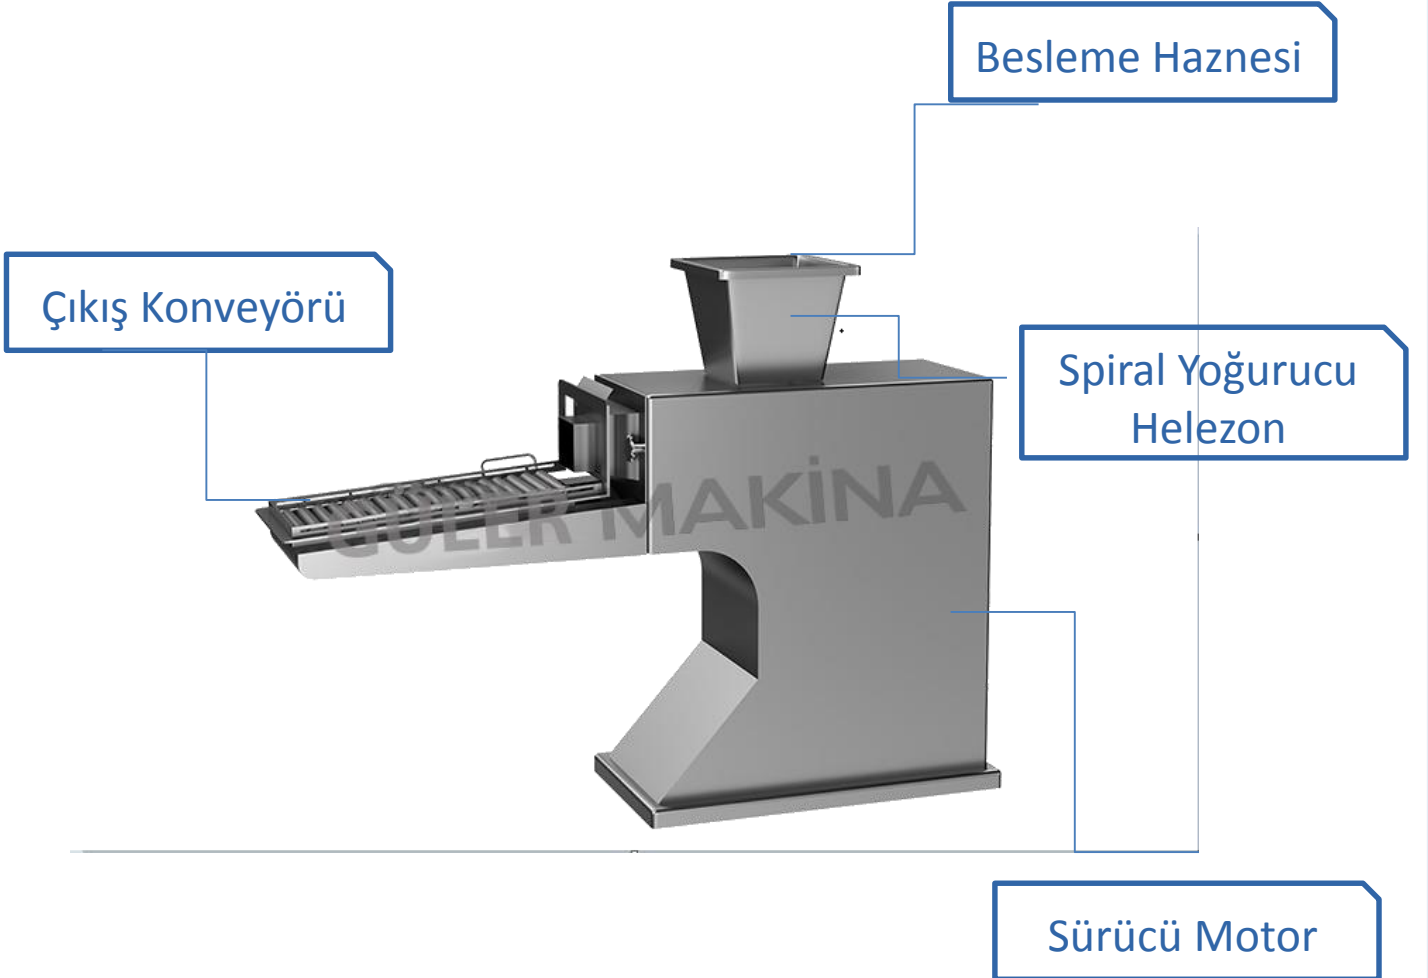 Besleme Haznesi
Çıkış Konveyörü
Spiral Yoğurucu
Helezon
GÜLER MAKİNA
Sürücü Motor